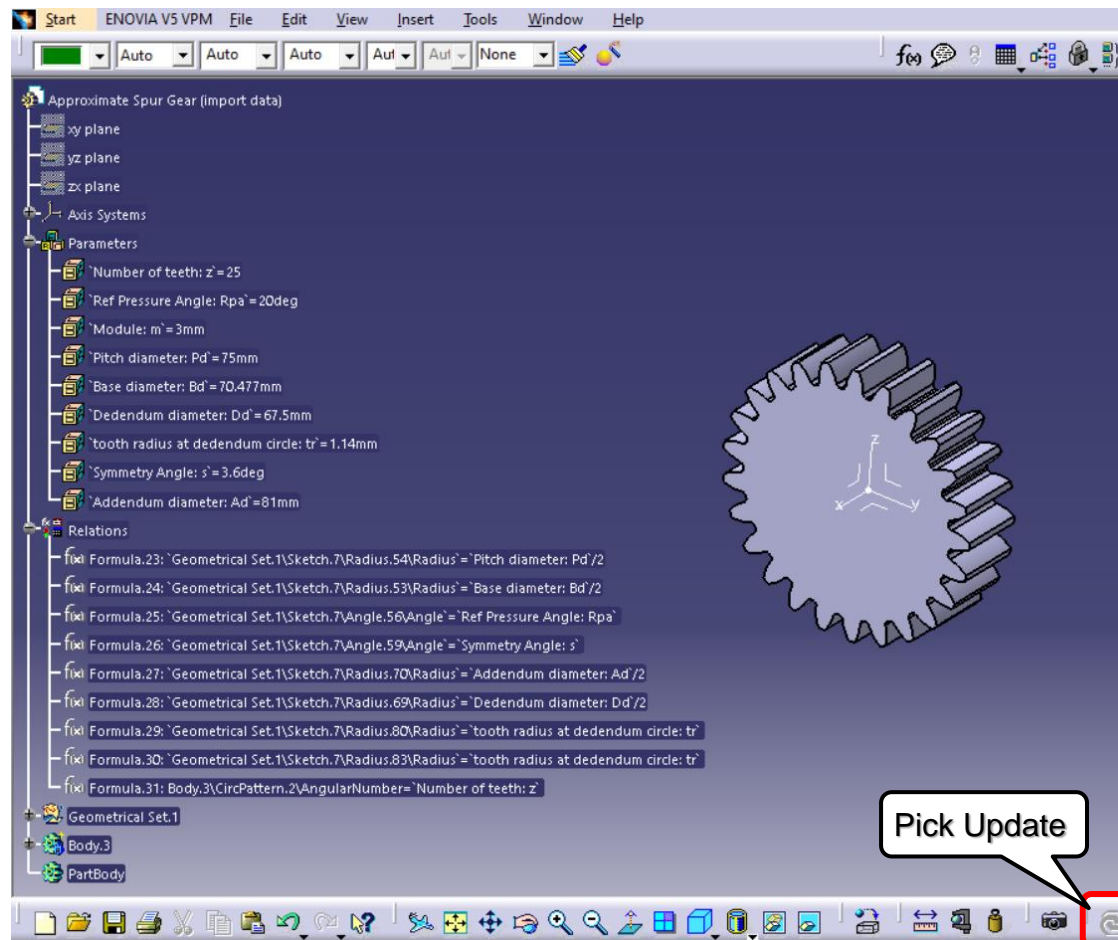 Start ENOVIA V5 VPM File Edit View Insert Tools Window Help
Auto Auto Auto Aut Aut None f(x)
Approximate Spur Gear (import data)
xy plane
yz plane
zx plane
Axis Systems
Parameters
`Number of teeth: z`=25
`Ref Pressure Angle: Rpa`=20deg
`Module: m`=3mm
`Pitch diameter: Pd`=75mm
`Base diameter: Bd`=70.477mm
`Dedendum diameter: Dd`=67.5mm
`tooth radius at dedendum circle: tr`=1.14mm
`Symmetry Angle: s`=3.6deg
`Addendum diameter: Ad`=81mm
Relations
f(x) Formula.23: `Geometrical Set.1\Sketch.7\Radius.54\Radius`=`Pitch diameter: Pd`/2
f(x) Formula.24: `Geometrical Set.1\Sketch.7\Radius.53\Radius`=`Base diameter: Bd`/2
f(x) Formula.25: `Geometrical Set.1\Sketch.7\Angle.56\Angle`=`Ref Pressure Angle: Rpa`
f(x) Formula.26: `Geometrical Set.1\Sketch.7\Angle.59\Angle`=`Symmetry Angle: s`
f(x) Formula.27: `Geometrical Set.1\Sketch.7\Radius.70\Radius`=`Addendum diameter: Ad`/2
f(x) Formula.28: `Geometrical Set.1\Sketch.7\Radius.69\Radius`=`Dedendum diameter: Dd`/2
f(x) Formula.29: `Geometrical Set.1\Sketch.7\Radius.80\Radius`=`tooth radius at dedendum circle: tr`
f(x) Formula.30: `Geometrical Set.1\Sketch.7\Radius.83\Radius`=`tooth radius at dedendum circle: tr`
f(x) Formula.31: Body.3\CircPattern.2\AngularNumber=`Number of teeth: z`
Geometrical Set.1
Body.3
PartBody
z
x y
Pick Update